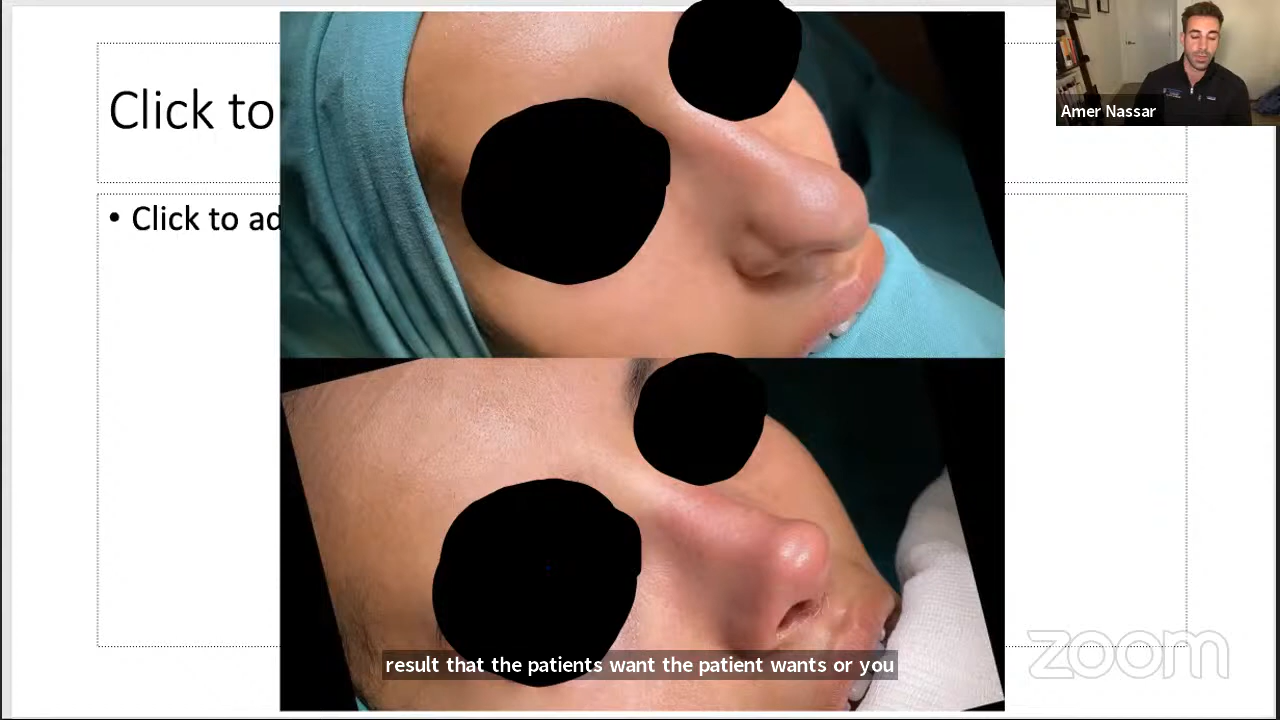 Click to
• Click to ad
Amer Nassar
result that the patients want the patient wants or you
zoom